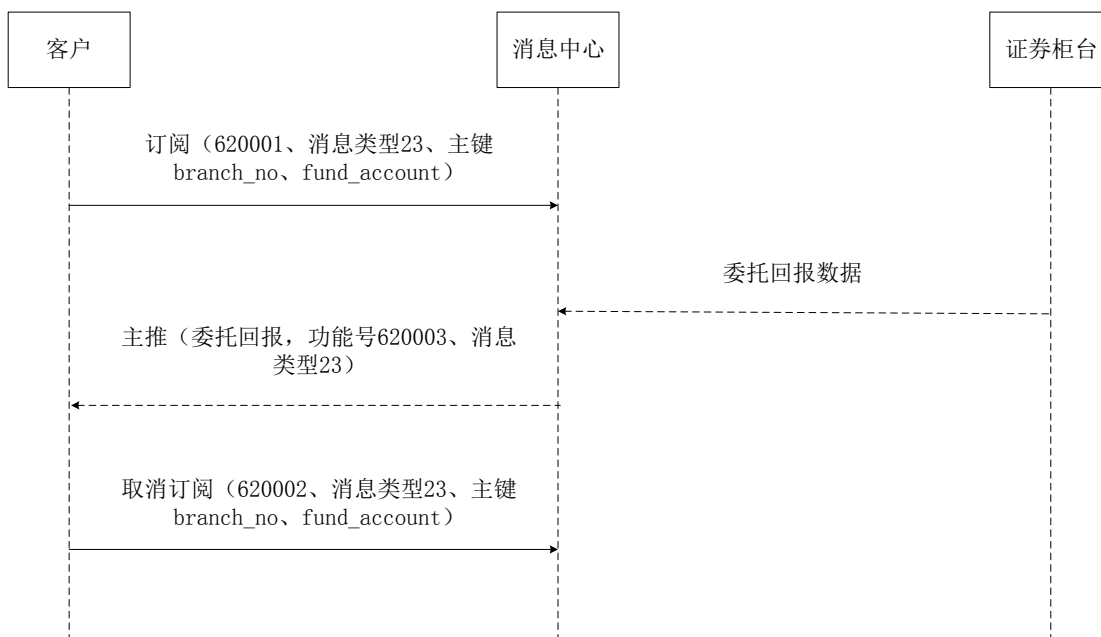 客户
消息中心
证券柜台
订阅（620001、消息类型23、主键
branch_no、fund_account）
委托回报数据
主推（委托回报，功能号620003、消息
类型23）
取消订阅（620002、消息类型23、主键
branch_no、fund_account）